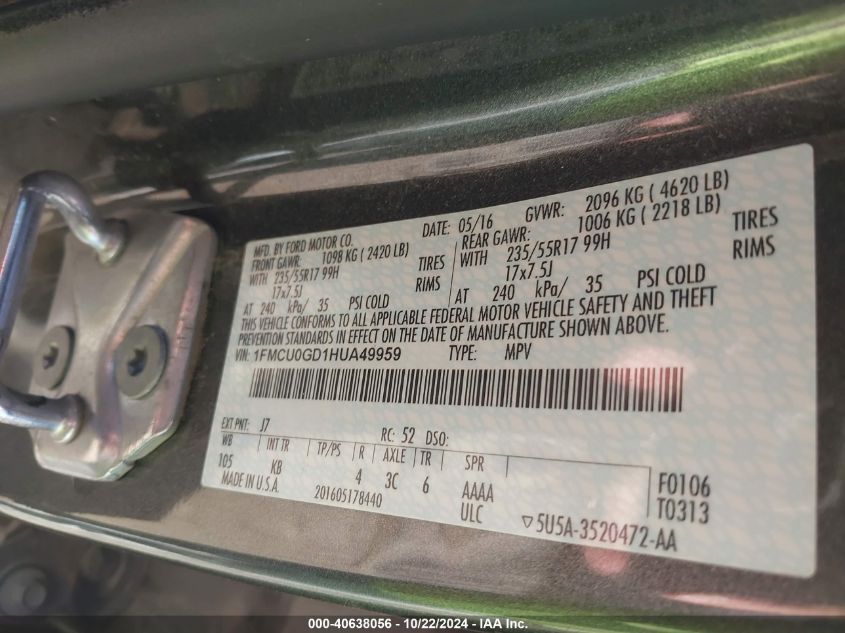 MFD. BY FORD MOTOR CO. DATE: 05/16 GVWR: 2096 KG ( 4620 LB)
FRONT GAWR: 1098 KG ( 2420 LB) REAR GAWR: 1006 KG ( 2218 LB)
WITH 235/55R17 99H TIRES WITH 235/55R17 99H TIRES
17x7.5J RIMS 17x7.5J RIMS
AT 240 kPa/ 35 PSI COLD AT 240 kPa/ 35 PSI COLD
THIS VEHICLE CONFORMS TO ALL APPLICABLE FEDERAL MOTOR VEHICLE SAFETY AND THEFT
PREVENTION STANDARDS IN EFFECT ON THE DATE OF MANUFACTURE SHOWN ABOVE.
VIN: 1FMCU0GD1HUA49959 TYPE: MPV
EXT PNT: J7 RC: 52 DSO:
WB INT TR TP/PS R AXLE TR SPR
105 KB 4 3C 6 AAAA F0106
MADE IN U.S.A. 201605178440 ULC T0313
5U5A-3520472-AA
000-40638056 - 10/22/2024 - IAA Inc.